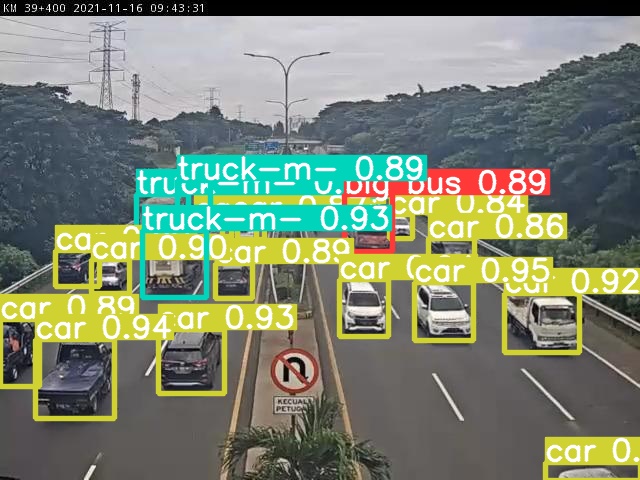 KM 39+400 2021-11-16 09:43:31
truck-m- 0.89
big bus 0.89
car 0.84
truck-m- 0.93
car 0.86
car 0.90
car 0.89
car 0.95
car 0.92
car 0.89
car 0.94
car 0.93
KECUALI
PETUGAS
car 0.